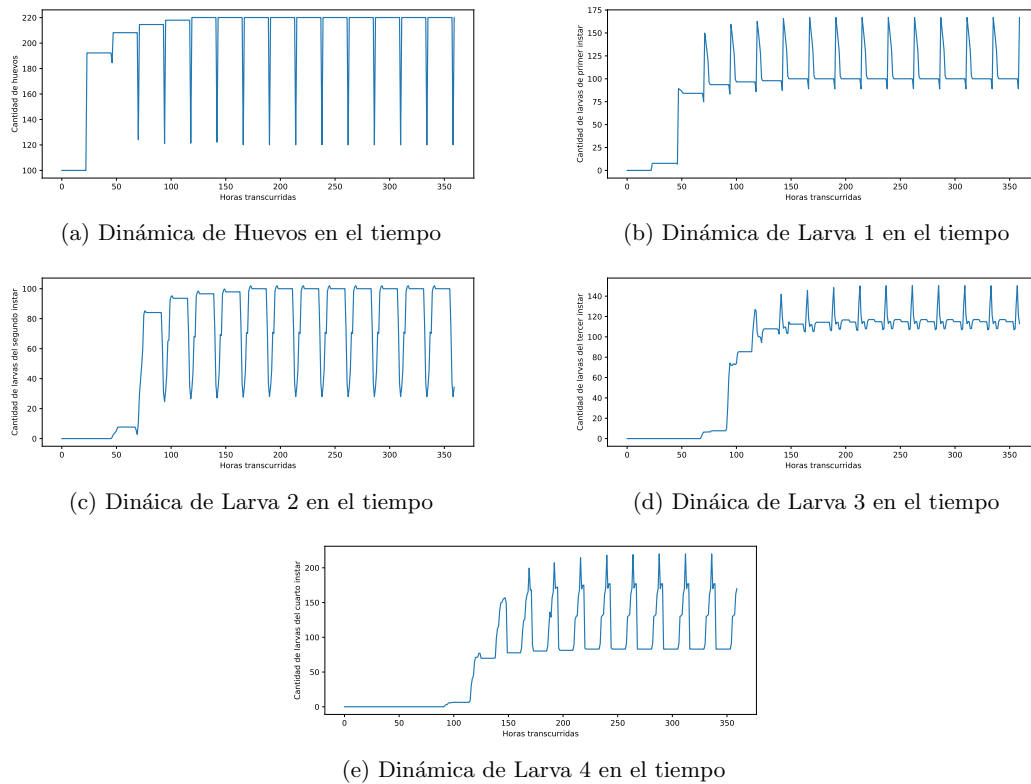 220
200
180
160
140
120
100
Cantidad de huevos
0 50 100 150 200 250 300 350
Horas transcurridas
(a) Dinámica de Huevos en el tiempo
175
150
125
100
75
50
25
0
Cantidad de larvas de primer instar
0 50 100 150 200 250 300 350
Horas transcurridas
(b) Dinámica de Larva 1 en el tiempo
100
80
60
40
20
0
Cantidad de larvas del segundo instar
0 50 100 150 200 250 300 350
Horas transcurridas
(c) Dináica de Larva 2 en el tiempo
140
120
100
80
60
40
20
0
Cantidad de larvas del tercer instar
0 50 100 150 200 250 300 350
Horas transcurridas
(d) Dináica de Larva 3 en el tiempo
200
150
100
50
0
Cantidad de larvas del cuarto instar
0 50 100 150 200 250 300 350
Horas transcurridas
(e) Dinámica de Larva 4 en el tiempo